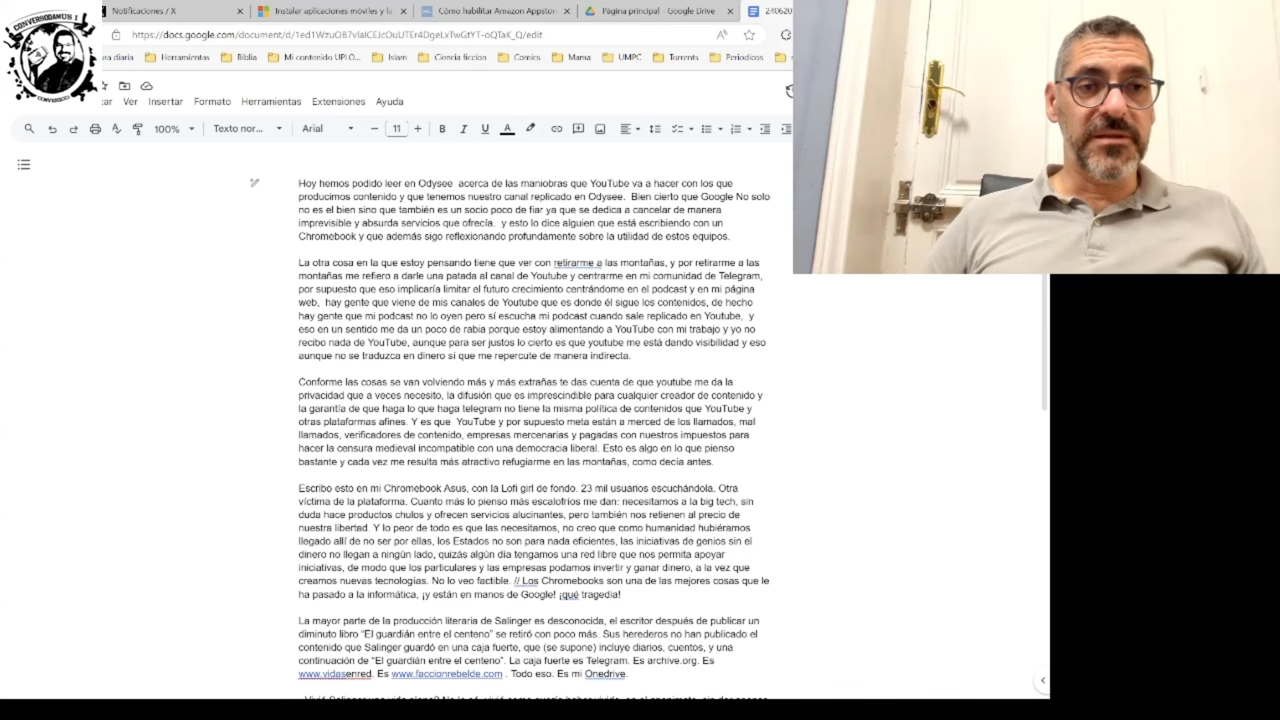 CONVERSODAMUS I
CONVERSO
Notificaciones / X
Instalar aplicaciones móviles y la
Cómo habilitar Amazon Appstor
Página principal - Google Drive
240620
https://docs.google.com/document/d/1ed1WzuOB7vlaICEJcOuUTEr4DgeLxTwGtYT-oQTaK_Q/edit
ura diaria
Herramientas
Biblia
Mi contenido UPLO...
Islam
Ciencia ficcion
Comics
Mama
UMPC
Torrents
Periodicos
Ver
Insertar
Formato
Herramientas
Extensiones
Ayuda
100%
Texto nor...
Arial
11
Hoy hemos podido leer en Odysee acerca de las maniobras que YouTube va a hacer con los que
producimos contenido y que tenemos nuestro canal replicado en Odysee. Bien cierto que Google No solo
no es el bien sino que también es un socio poco de fiar ya que se dedica a cancelar de manera
imprevisible y absurda servicios que ofrecía. y esto lo dice alguien que está escribiendo con un
Chromebook y que además sigo reflexionando profundamente sobre la utilidad de estos equipos.
La otra cosa en la que estoy pensando tiene que ver con retirarme a las montañas, y por retirarme a las
montañas me refiero a darle una patada al canal de Youtube y centrarme en mi comunidad de Telegram,
por supuesto que eso implicaría limitar el futuro crecimiento centrándome en el podcast y en mi página
web, hay gente que viene de mis canales de Youtube que es donde él sigue los contenidos, de hecho
hay gente que mi podcast no lo oyen pero sí escucha mi podcast cuando sale replicado en Youtube, y
eso en un sentido me da un poco de rabia porque estoy alimentando a YouTube con mi trabajo y yo no
recibo nada de YouTube, aunque para ser justos lo cierto es que youtube me está dando visibilidad y eso
aunque no se traduzca en dinero sí que me repercute de manera indirecta.
Conforme las cosas se van volviendo más y más extrañas te das cuenta de que youtube me da la
privacidad que a veces necesito, la difusión que es imprescindible para cualquier creador de contenido y
la garantía de que haga lo que haga telegram no tiene la misma política de contenidos que YouTube y
otras plataformas afines. Y es que YouTube y por supuesto meta están a merced de los llamados, mal
llamados, verificadores de contenido, empresas mercenarias y pagadas con nuestros impuestos para
hacer la censura medieval incompatible con una democracia liberal. Esto es algo en lo que pienso
bastante y cada vez me resulta más atractivo refugiarme en las montañas, como decía antes.
Escribo esto en mi Chromebook Asus, con la Lofi girl de fondo. 23 mil usuarios escuchándola. Otra
víctima de la plataforma. Cuanto más lo pienso más escalofríos me dan: necesitamos a la big tech, sin
duda hace productos chulos y ofrecen servicios alucinantes, pero también nos retienen al precio de
nuestra libertad. Y lo peor de todo es que las necesitamos, no creo que como humanidad hubiéramos
llegado allí de no ser por ellas, los Estados no son para nada eficientes, las iniciativas de genios sin el
dinero no llegan a ningún lado, quizás algún día tengamos una red libre que nos permita apoyar
iniciativas, de modo que los particulares y las empresas podamos invertir y ganar dinero, a la vez que
creamos nuevas tecnologías. No lo veo factible. // Los Chromebooks son una de las mejores cosas que le
ha pasado a la informática, ¡y están en manos de Google! ¡qué tragedia!
La mayor parte de la producción literaria de Salinger es desconocida, el escritor después de publicar un
diminuto libro "El guardián entre el centeno" se retiró con poco más. Sus herederos no han publicado el
contenido que Salinger guardó en una caja fuerte, que (se supone) incluye diarios, cuentos, y una
continuación de "El guardián entre el centeno". La caja fuerte es Telegram. Es archive.org. Es
www.vidasenred. Es www.faccionrebelde.com . Todo eso. Es mi Onedrive.